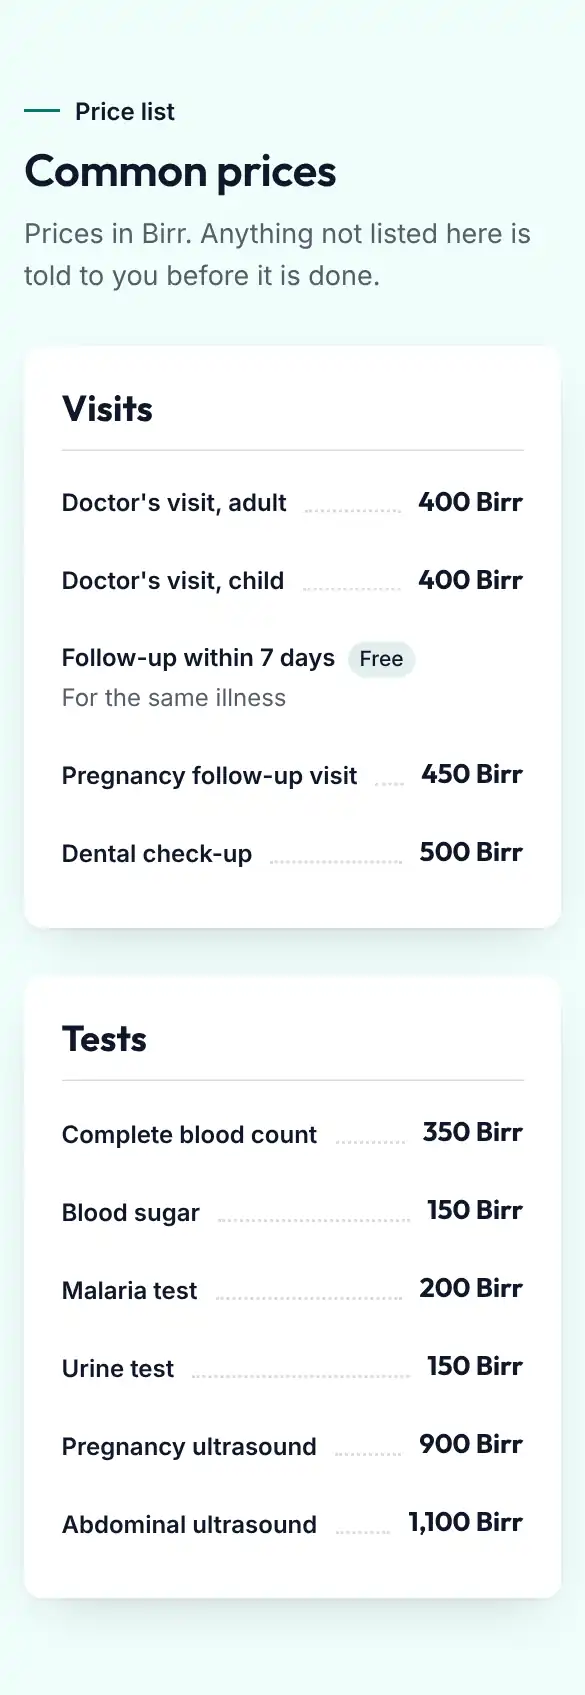 Price list
Common prices
Prices in Birr. Anything not listed here is
told to you before it is done.
Visits
Doctor's visit, adult 400 Birr
Doctor's visit, child 400 Birr
Follow-up within 7 days Free
For the same illness
Pregnancy follow-up visit 450 Birr
Dental check-up 500 Birr
Tests
Complete blood count 350 Birr
Blood sugar 150 Birr
Malaria test 200 Birr
Urine test 150 Birr
Pregnancy ultrasound 900 Birr
Abdominal ultrasound 1,100 Birr